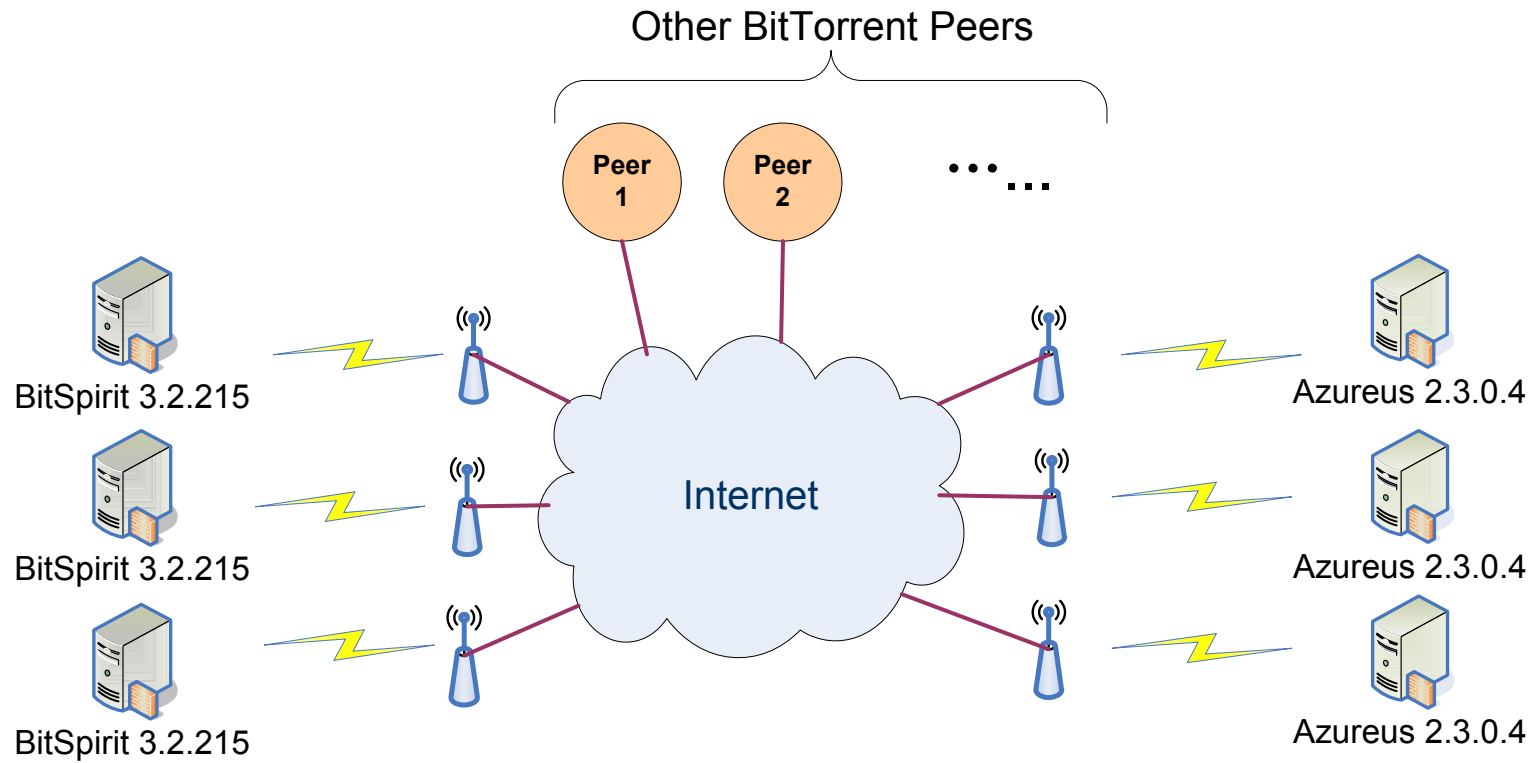 Other BitTorrent Peers
Peer
1
Peer
2
BitSpirit 3.2.215
Azureus 2.3.0.4
Internet
BitSpirit 3.2.215
Azureus 2.3.0.4
BitSpirit 3.2.215
Azureus 2.3.0.4